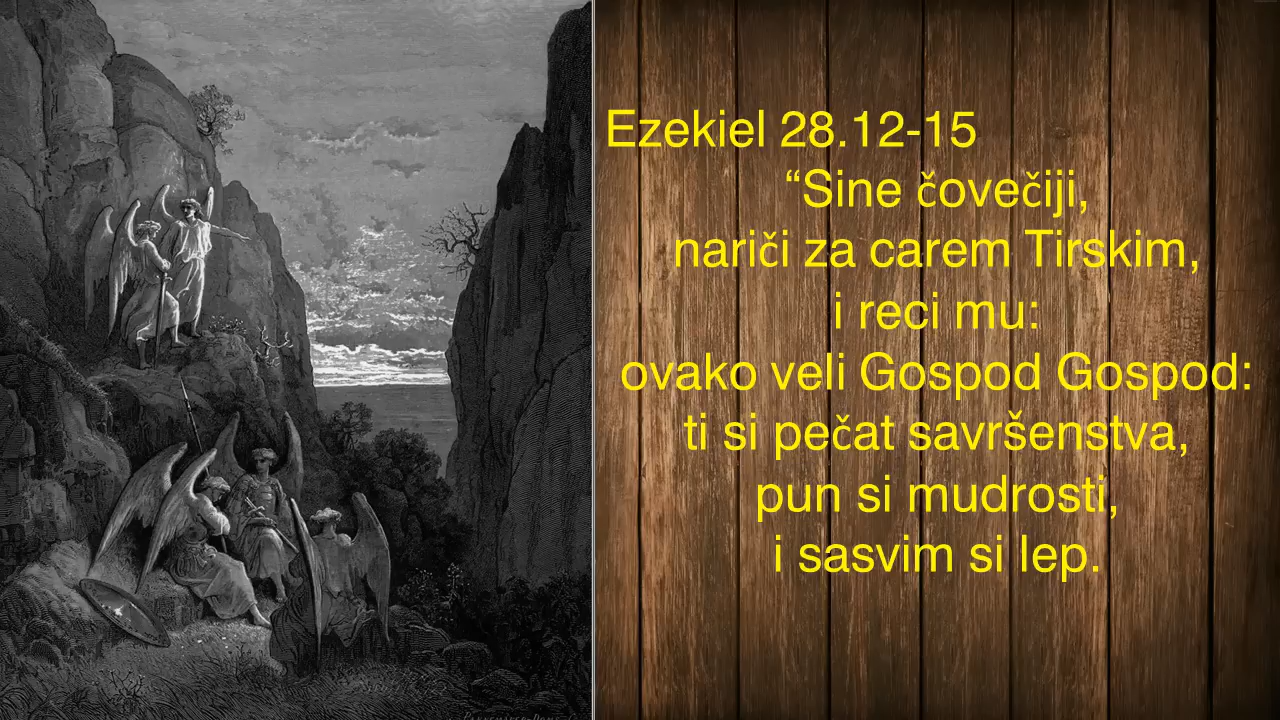 Ezekiel 28.12-15
“Sine čovečiji,
nariči za carem Tirskim,
i reci mu:
ovako veli Gospod Gospod:
ti si pečat savršenstva,
pun si mudrosti,
i sasvim si lep.